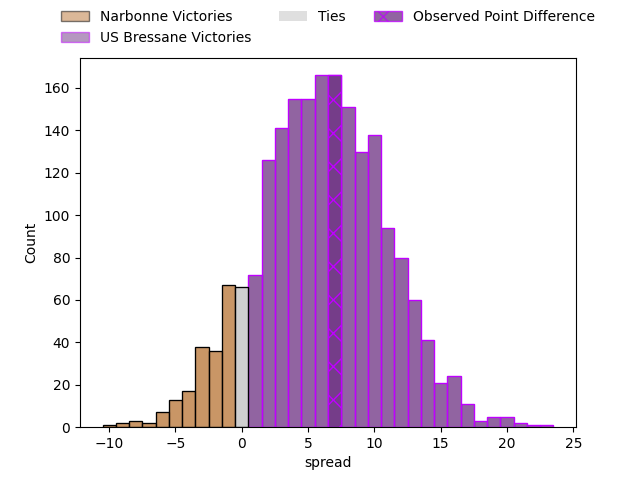 Narbonne Victories
US Bressane Victories
Ties
Observed Point Difference
Count
160
140
120
100
80
60
40
20
0
−10
−5
0
5
10
15
20
25
spread